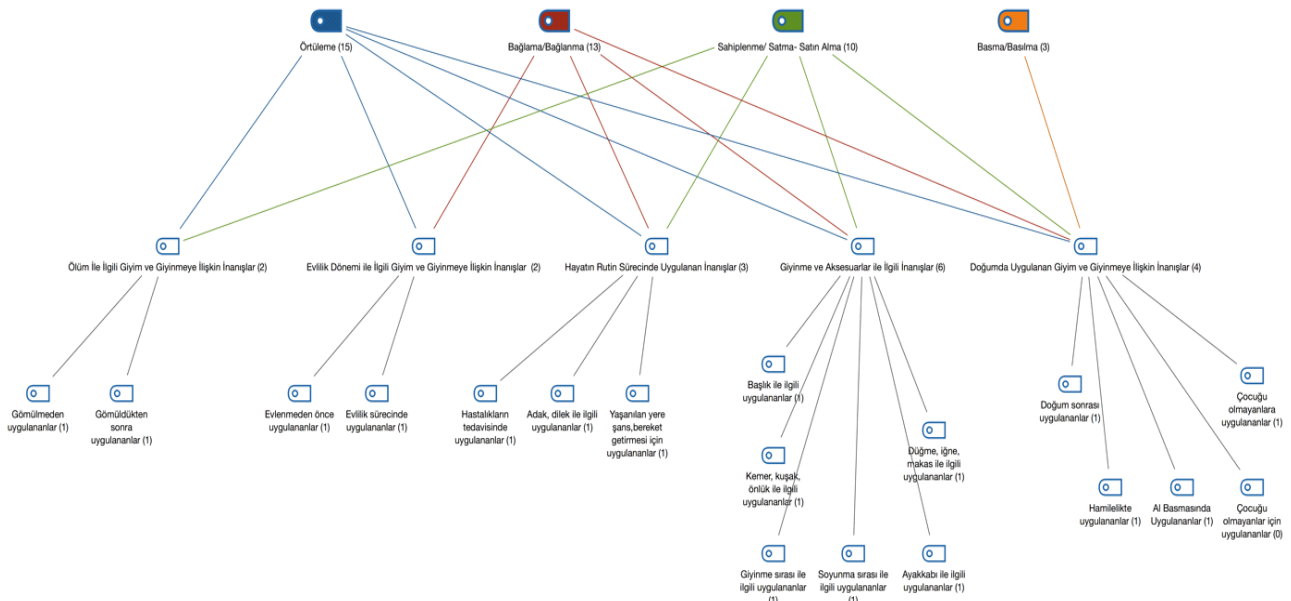 Örtüleme (15)
Bağlama/Bağlanma (13)
Sahiplenme/ Satma- Satın Alma (10)
Basma/Basılma (3)
Ölüm İle İlgili Giyim ve Giyinmeye İlişkin İnanışlar (2)
Evlilik Dönemi ile İlgili Giyim ve Giyinmeye İlişkin İnanışlar (2)
Hayatın Rutin Sürecinde Uygulanan İnanışlar (3)
Giyinme ve Aksesuarlar ile İlgili İnanışlar (6)
Doğumda Uygulanan Giyim ve Giyinmeye İlişkin İnanışlar (4)
Gömülmeden önce
uygulananlar (1)
Gömüldükten
sonra
uygulananlar (1)
Evlenmeden önce
uygulananlar (1)
Evlilik sürecinde
uygulananlar (1)
Hastalıkların
tedavisinde
uygulananlar (1)
Adak, dilek ile ilgili
uygulananlar (1)
Yaşanılan yere
şans,bereket
getirmesi için
uygulananlar (1)
Başlık ile ilgili
uygulananlar (1)
Kemer, kuşak,
önlük ile ilgili
uygulananlar (1)
Düğme, iğne,
makas ile ilgili
uygulananlar (1)
Giyinme sırası ile
ilgili uygulananlar
(1)
Soyunma sırası ile
ilgili uygulananlar
(1)
Ayakkabı ile ilgili
uygulananlar (1)
Doğum sonrası
uygulananlar (1)
Çocuğu
olmayanlara
uygulananlar (1)
Hamilelikte
uygulananlar (1)
Al Basmasında
Uygulananlar (1)
Çocuğu
olmayanlar için
uygulananlar (0)